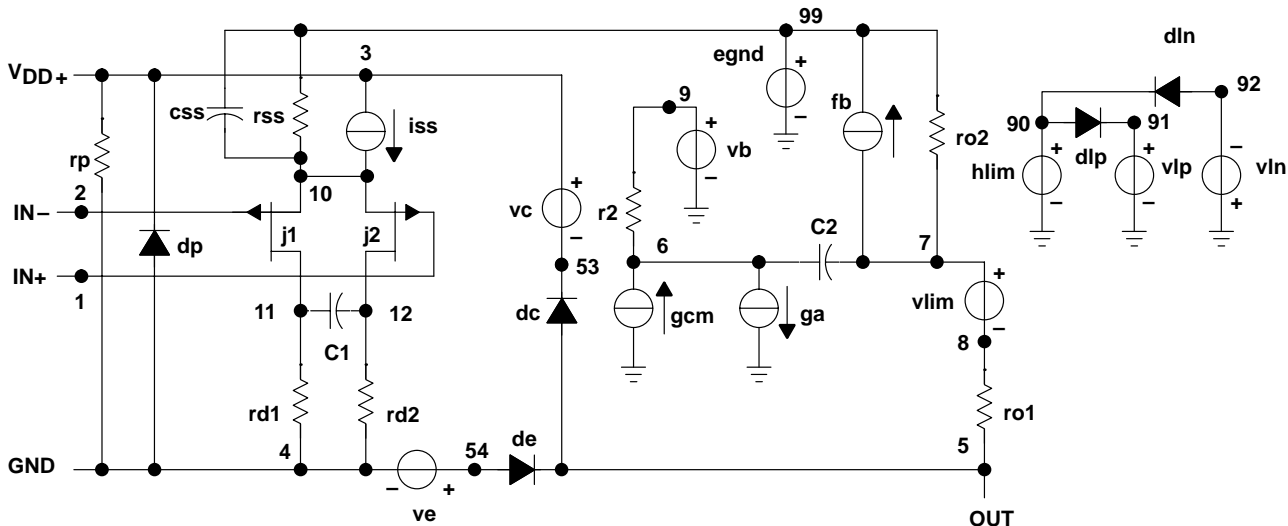 99
dln
3
VDD+
egnd
92
9
css
rss
iss
fb
90
91
ro2
rp
vb
dlp
hlim
vlp
vln
2
10
IN−
vc
r2
C2
j1
j2
dp
6
7
IN+
53
1
vlim
gcm
ga
11
12
dc
8
C1
rd1
rd2
ro1
4
54
de
5
GND
ve
OUT